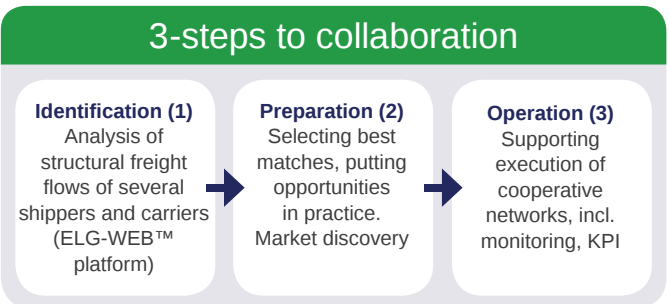 3-steps to collaboration
Identification (1)
Analysis of
structural freight
flows of several
shippers and carriers
(ELG-WEB™
platform)
Preparation (2)
Selecting best
matches, putting
opportunities
in practice.
Market discovery
Operation (3)
Supporting
execution of
cooperative
networks, incl.
monitoring, KPI